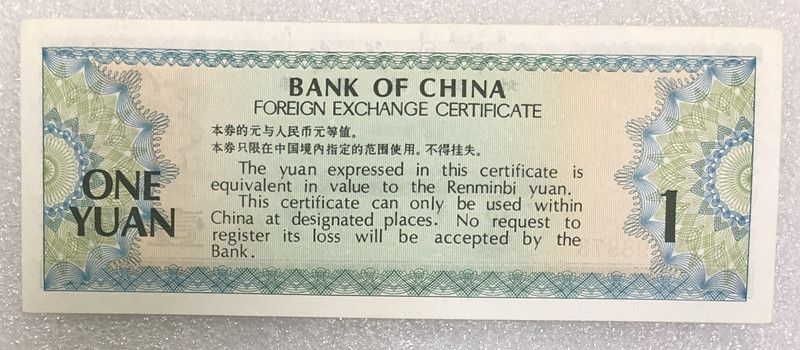 BANK OF CHINA
FOREIGN EXCHANGE CERTIFICATE
本券的元与人民币元等值。
本券只限在中国境内指定的范围使用。不得挂失。
The yuan expressed in this certificate is
equivalent in value to the Renminbi yuan.
This certificate can only be used within
China at designated places. No request to
register its loss will be accepted by the
Bank.
ONE
YUAN
1